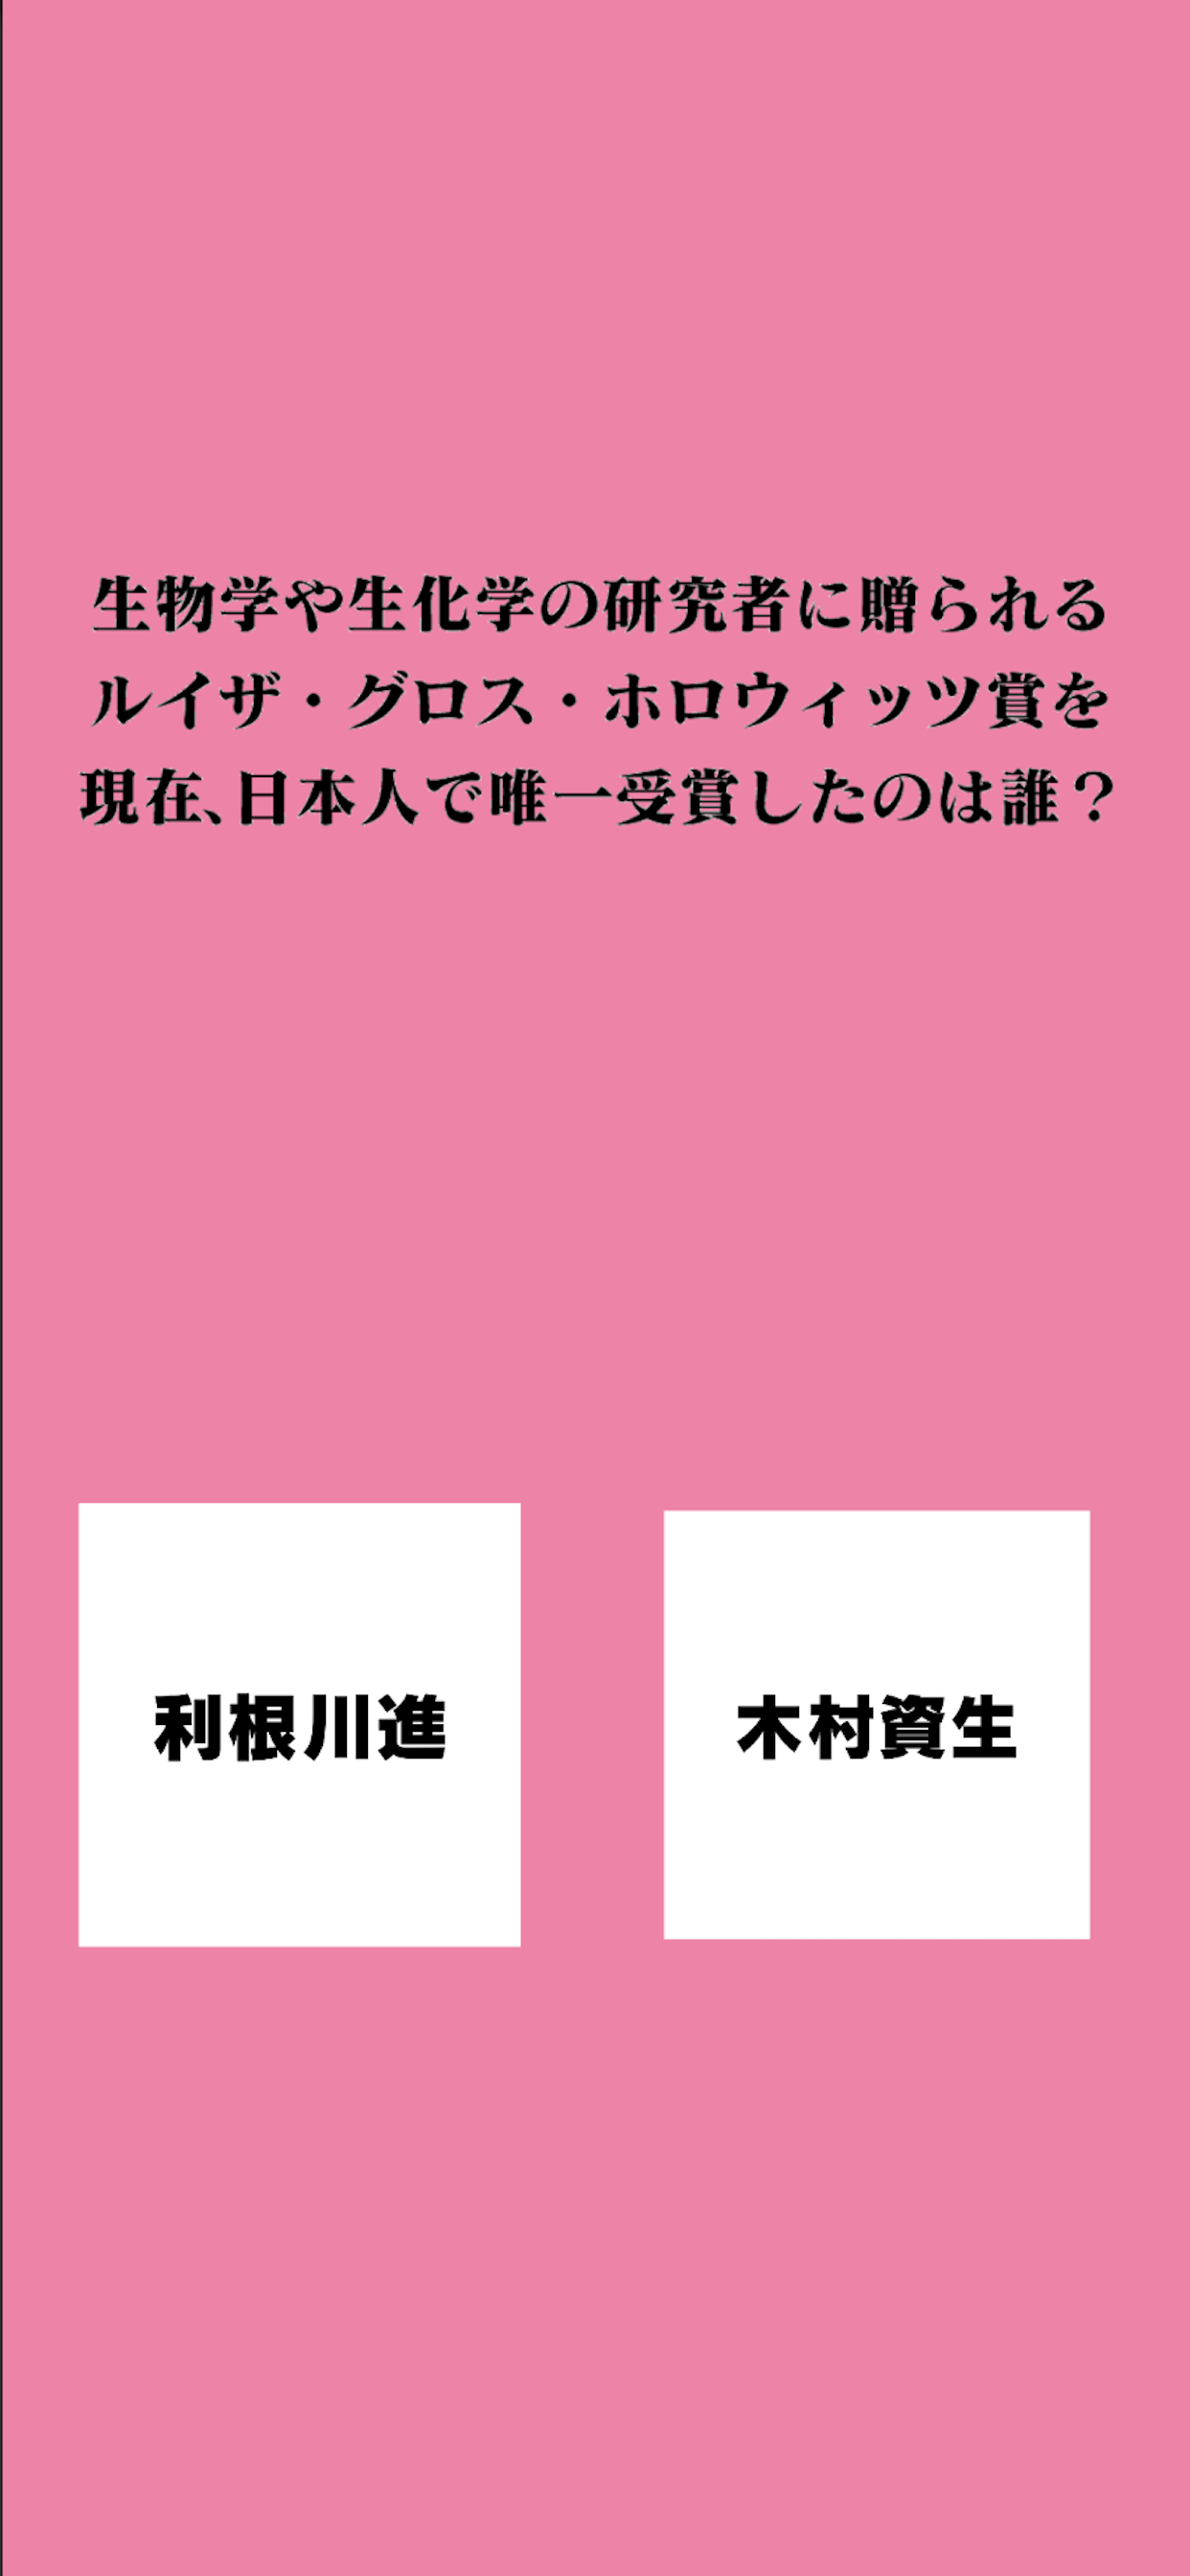 生物学や生化学の研究者に贈られる
ルイザ・グロス・ホロウィッツ賞を
現在、日本人で唯一受賞したのは誰？
利根川進
木村資生